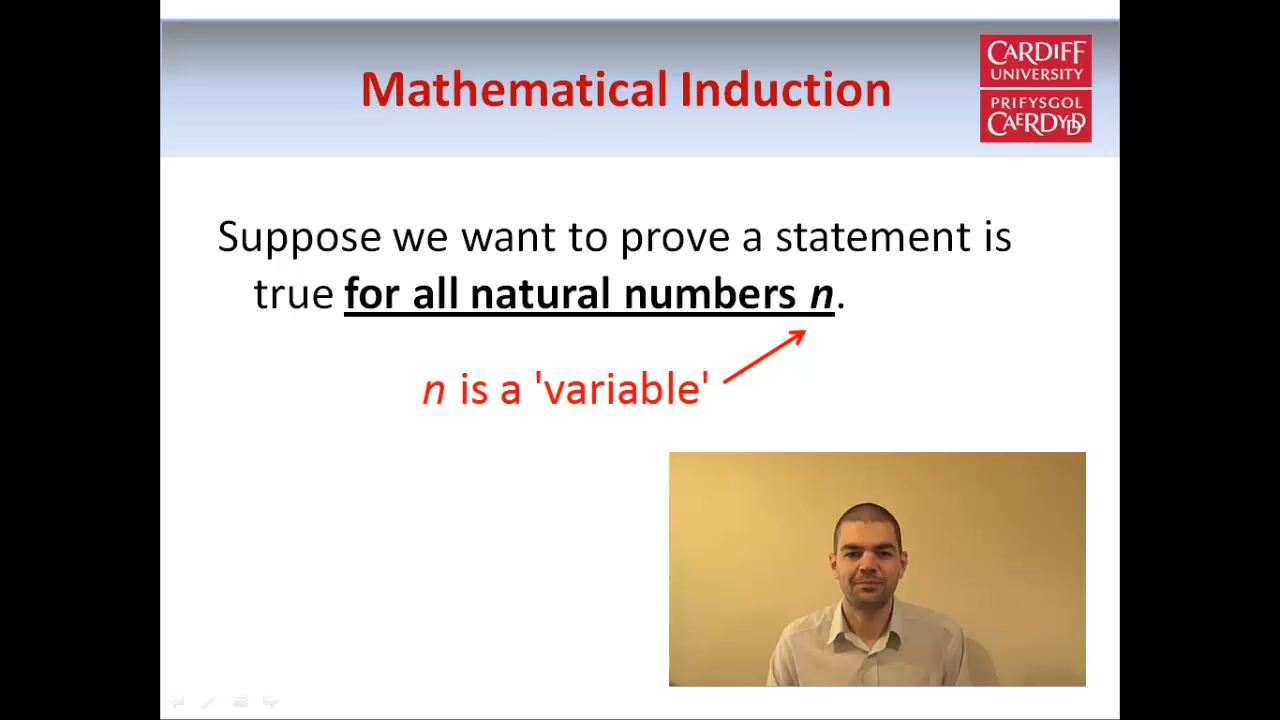 Mathematical Induction
CARDIFF
UNIVERSITY
PRIFYSGOL
CAERDYDD
Suppose we want to prove a statement is
true for all natural numbers n.
n is a 'variable'